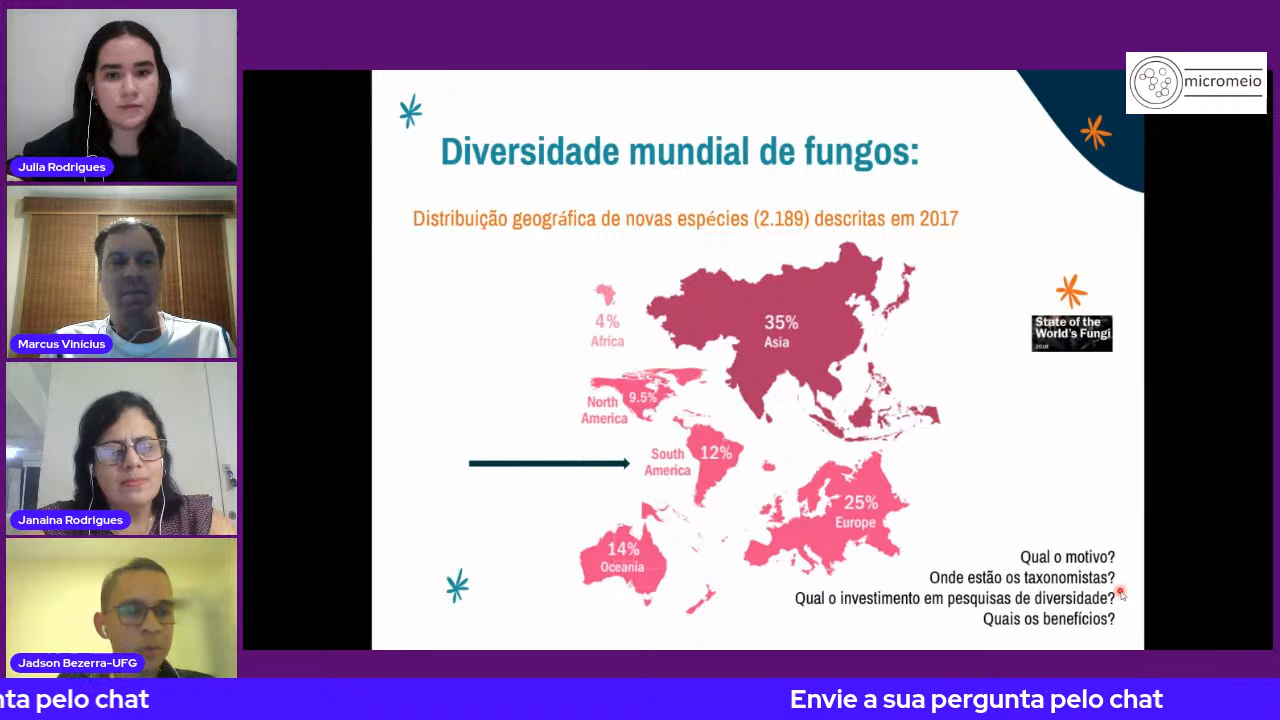 Julia Rodrigues
Marcus Vinícius
Janaina Rodrigues
Jadson Bezerra-UFG
micromeio
Diversidade mundial de fungos:
Distribuição geográfica de novas espécies (2.189) descritas em 2017
4%
Africa
35%
Asia
9.5%
North
America
South
America
12%
25%
Europe
14%
Oceania
State of the
World's Fungi
2018
Qual o motivo?
Onde estão os taxonomistas?
Qual o investimento em pesquisas de diversidade?
Quais os benefícios?
nta pelo chat
Envie a sua pergunta pelo chat